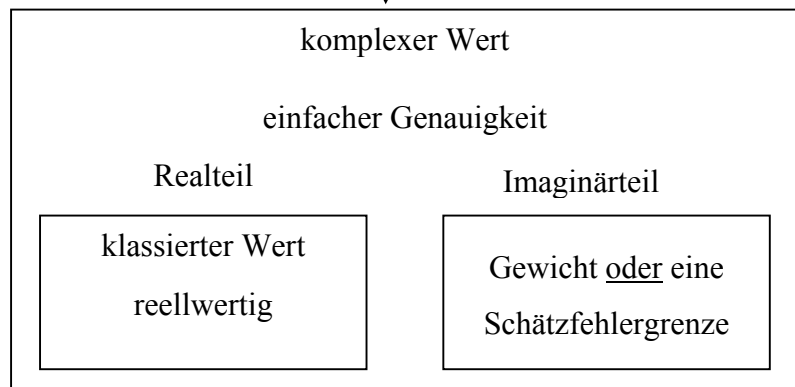 komplexer Wert
einfacher Genauigkeit
Realteil
Imaginärteil
klassierter Wert
reellwertig
Gewicht oder eine
Schätzfehlergrenze